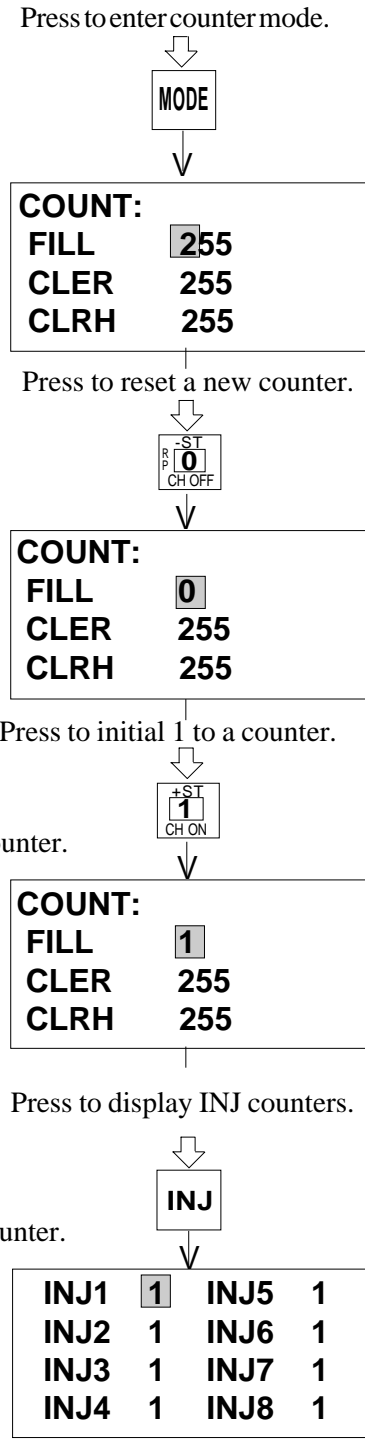 Press to enter counter mode.
MODE
COUNT:
FILL 255
CLER 255
CLRH 255
Press to reset a new counter.
-ST
RP 0
CH OFF
COUNT:
FILL 0
CLER 255
CLRH 255
Press to initial 1 to a counter.
+ST
1
CH ON
unter.
COUNT:
FILL 1
CLER 255
CLRH 255
Press to display INJ counters.
INJ
unter.
INJ1 1 INJ5 1
INJ2 1 INJ6 1
INJ3 1 INJ7 1
INJ4 1 INJ8 1